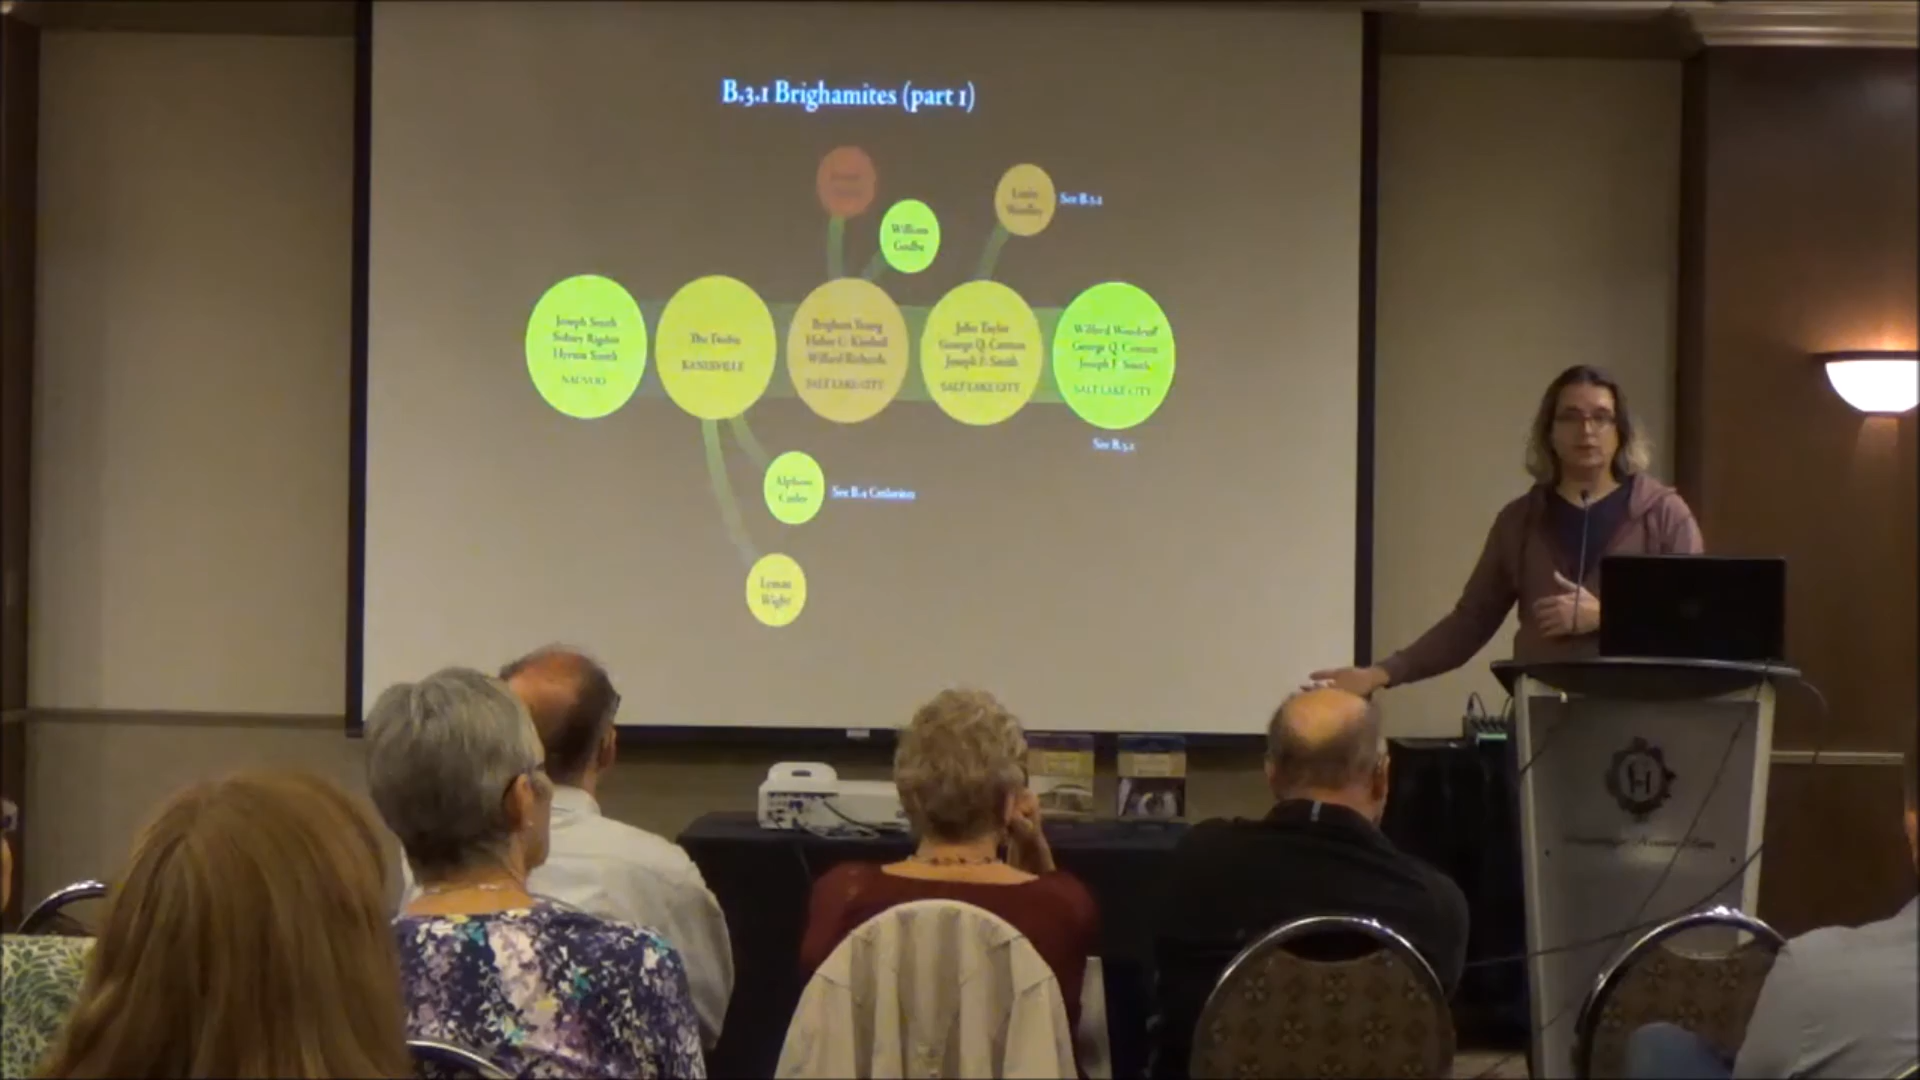 B.3.1 Brighamites (part 1)
William
Godbe
See B.3.2
Joseph Smith
Sidney Rigdon
Hyrum Smith
NAUVOO
The Twelve
KANESVILLE
Brigham Young
Heber C. Kimball
Willard Richards
SALT LAKE CITY
John Taylor
George Q. Cannon
Joseph F. Smith
SALT LAKE CITY
Wilford Woodruff
George Q. Cannon
Joseph F. Smith
SALT LAKE CITY
See B.3.2
Alpheus
Cutler
See B.4 Cutlerites
Lyman
Wight
H